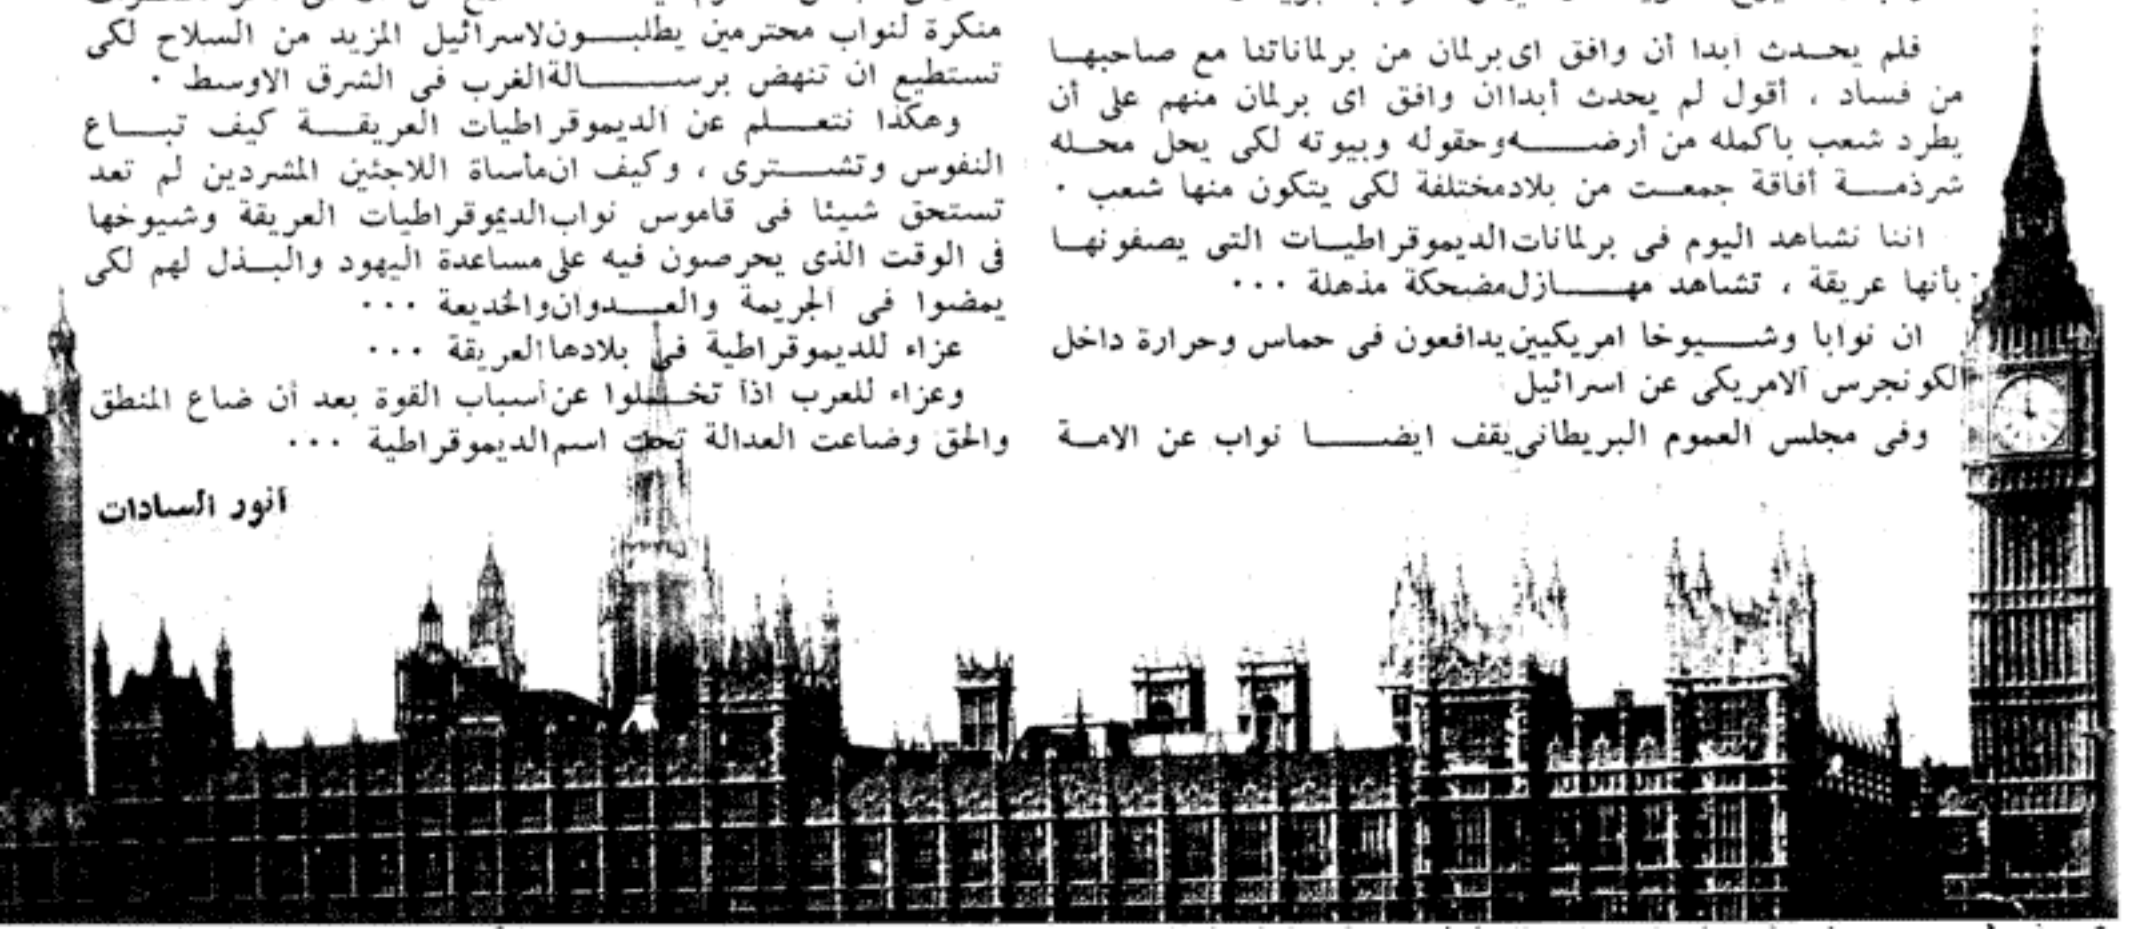 فلم يحدث ابدا أن وافق اى برلمان من برلماناتنا مع صاحبها
من فساد ، أقول لم يحدث أبدا ان وافق اى برلمان منهم على أن
يطرد شعب باكمله من أرضه وحقوله وبيوته لكى يحل محله
شرذمة أفاقة جمعت من بلاد مختلفة لكى يتكون منها شعب .
اننا نشاهد اليوم فى برلمانات الديموقراطيات التى يصفونها
بأنها عريقة ، تشاهد مهازل مضحكة مذهلة ...
ان نوابا وشيوخا امريكيين يدافعون فى حماس وحرارة داخل
الكونجرس الامريكى عن اسرائيل
وفى مجلس العموم البريطانى يقف ايضا نواب عن الامة
منكرة لنواب محترمين يطلبون لاسرائيل المزيد من السلاح لكى
تستطيع ان تنهض برسالة الغرب فى الشرق الاوسط .
وهكذا نتعلم عن الديموقراطيات العريقة كيف تباع
النفوس وتشترى ، وكيف ان مأساة اللاجئين المشردين لم تعد
تستحق شيئا فى قاموس نواب الديموقراطيات العريقة وشيوخها
فى الوقت الذى يحرصون فيه على مساعدة اليهود والبذل لهم لكى
يمضوا فى الجريمة والعدوان والخديعة ...
عزاء للديموقراطية فى بلادها العريقة ...
وعزاء للعرب اذا تخلوا عن أسباب القوة بعد أن ضاع المنطق
والحق وضاعت العدالة تحت اسم الديموقراطية ...
أنور السادات